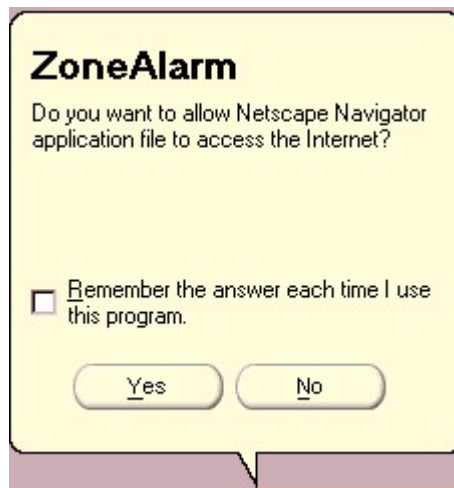 ZoneAlarm
Do you want to allow Netscape Navigator
application file to access the Internet?
Remember the answer each time I use
this program.
Yes No